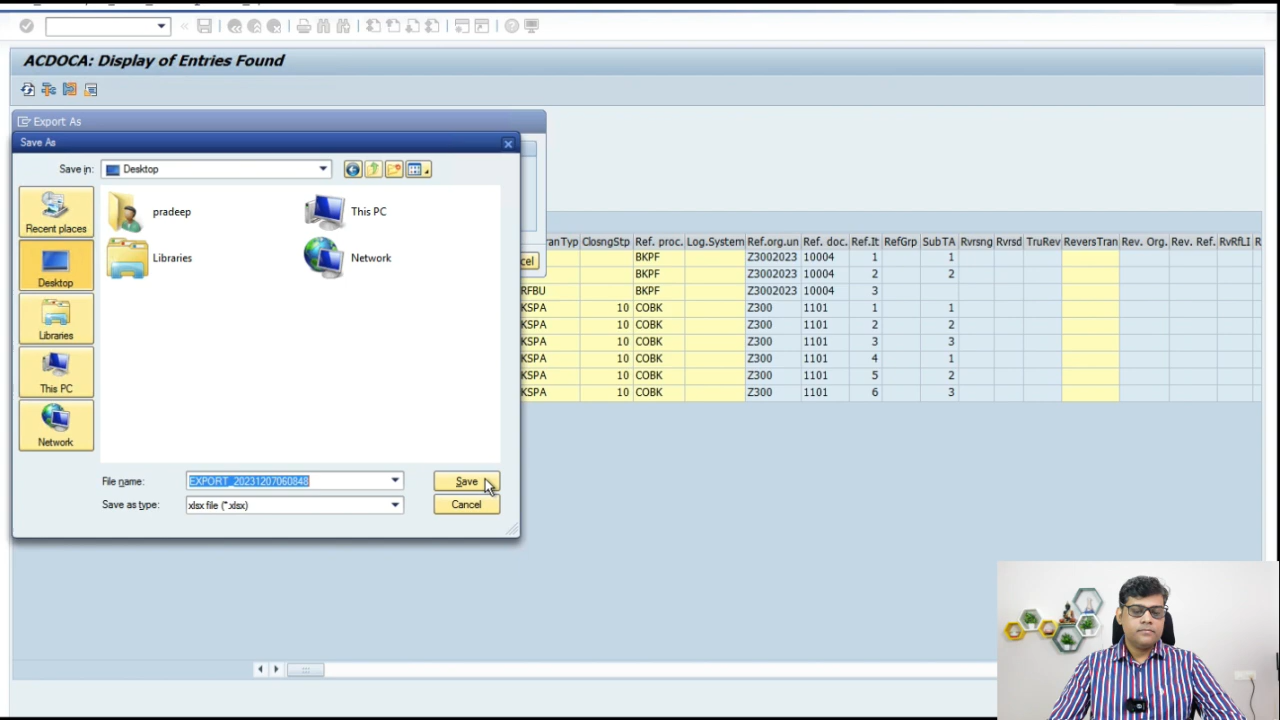 ACDOCA: Display of Entries Found
Export As
Save As
Save in: Desktop
Recent places
Desktop
Libraries
This PC
Network
pradeep
This PC
Libraries
Network
File name: EXPORT_20231207060848
Save
Save as type: xlsx file (*.xlsx)
Cancel
cel
ranTyp ClosngStp Ref. proc. Log.System Ref.org.un Ref. doc. Ref.It RefGrp SubTA Rvrsng Rvrsd TruRev ReversTran Rev. Org. Rev. Ref. RvRfLI R
BKPF Z3002023 10004 1 1
BKPF Z3002023 10004 2 2
RFBU BKPF Z3002023 10004 3
KSPA 10 COBK Z300 1101 1 1
KSPA 10 COBK Z300 1101 2 2
KSPA 10 COBK Z300 1101 3 3
KSPA 10 COBK Z300 1101 4 1
KSPA 10 COBK Z300 1101 5 2
KSPA 10 COBK Z300 1101 6 3